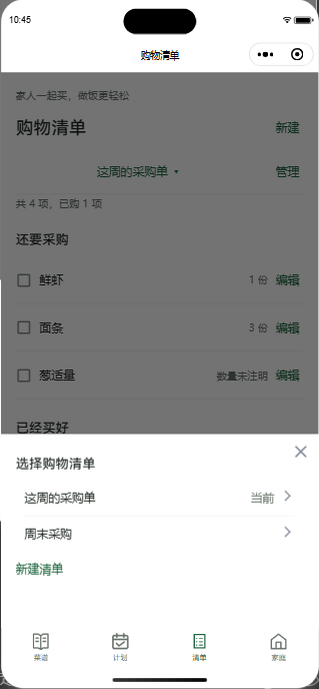 10:45
购物清单
家人一起买，做饭更轻松
购物清单 新建
这周的采购单 管理
共 4 项，已购 1 项
还要采购
鲜虾 1 份 编辑
面条 3 份 编辑
葱适量 数量未注明 编辑
已经买好
选择购物清单
这周的采购单 当前
周末采购
新建清单
菜谱 计划 清单 家庭